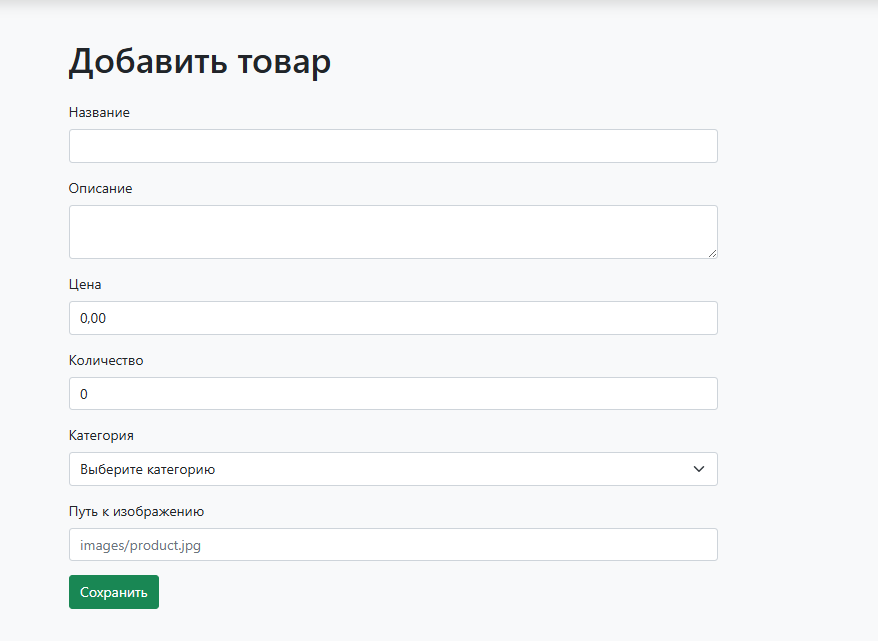 Добавить товар
Название
Описание
Цена
0,00
Количество
0
Категория
Выберите категорию
Путь к изображению
images/product.jpg
Сохранить